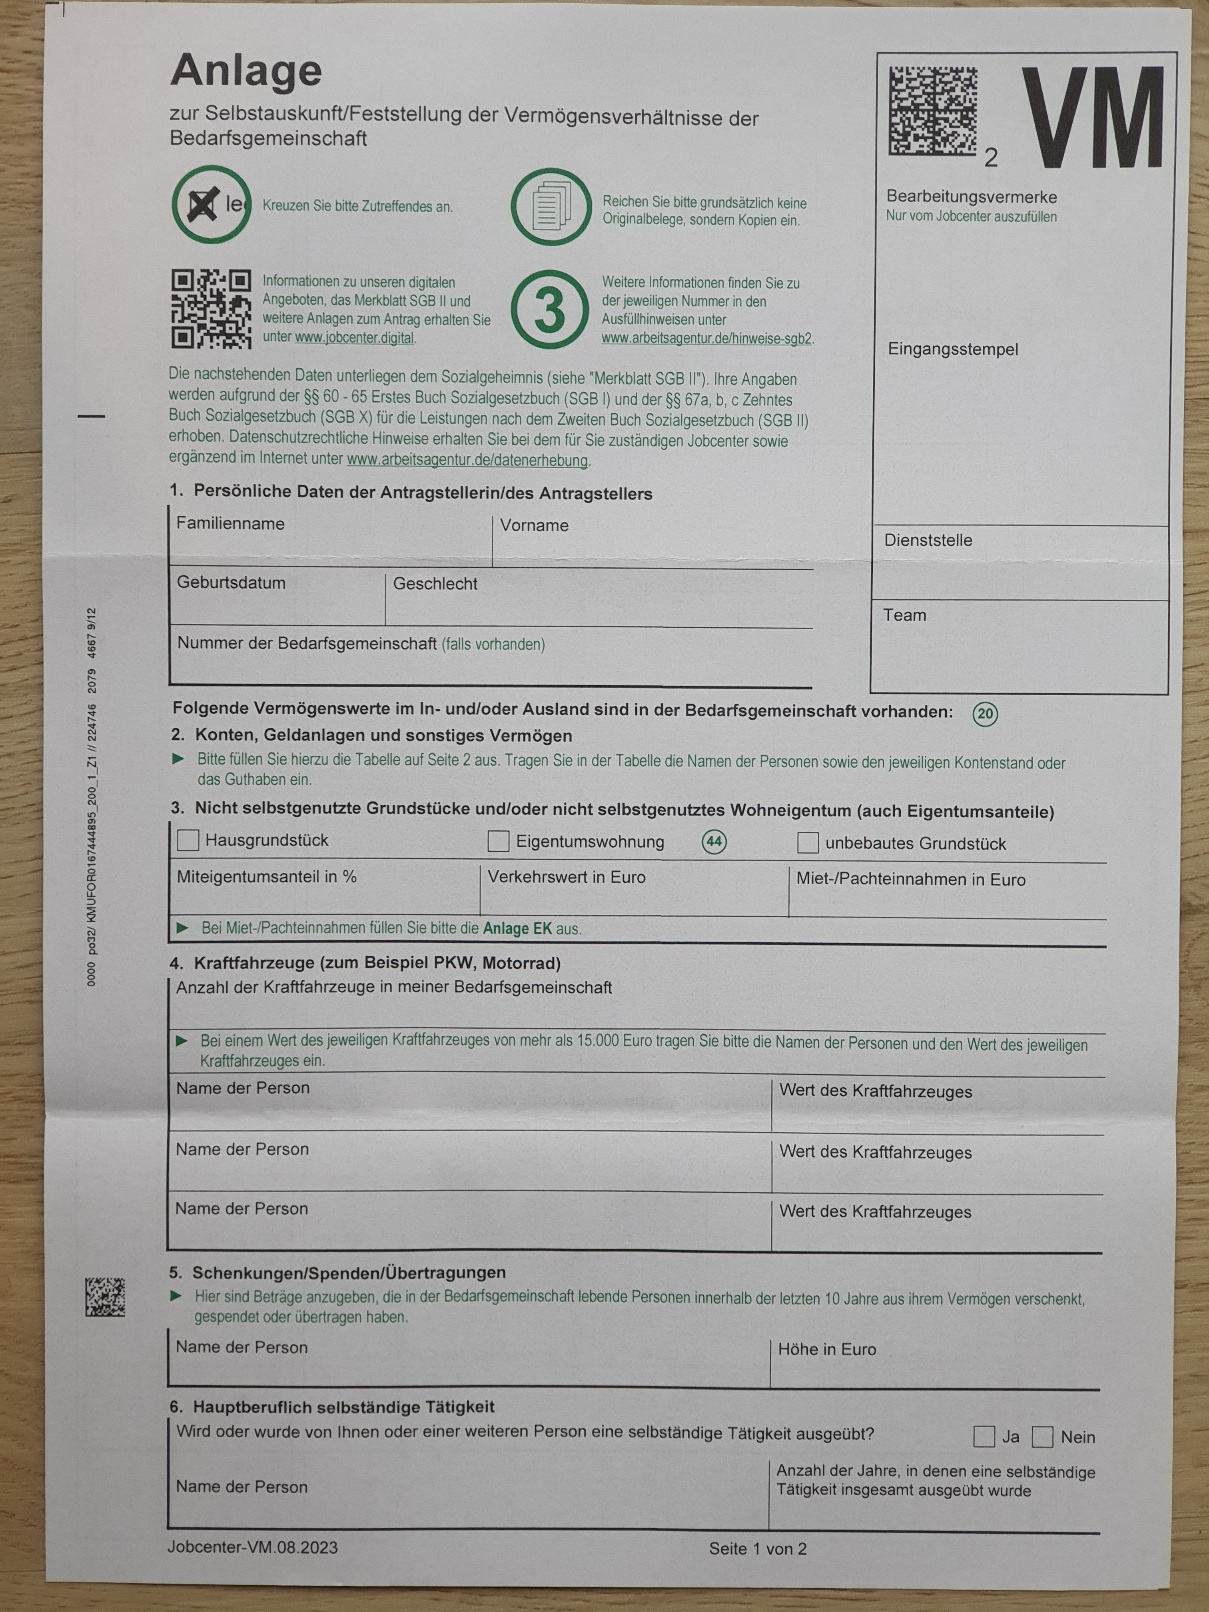 Anlage
zur Selbstauskunft/Feststellung der Vermögensverhältnisse der
Bedarfsgemeinschaft
le
Kreuzen Sie bitte Zutreffendes an.
Reichen Sie bitte grundsätzlich keine
Originalbelege, sondern Kopien ein.
Informationen zu unseren digitalen
Angeboten, das Merkblatt SGB II und
weitere Anlagen zum Antrag erhalten Sie
unter www.jobcenter.digital.
3
Weitere Informationen finden Sie zu
der jeweiligen Nummer in den
Ausfüllhinweisen unter
www.arbeitsagentur.de/hinweise-sgb2.
2
VM
Bearbeitungsvermerke
Nur vom Jobcenter auszufüllen
Eingangsstempel
Dienststelle
Team
Die nachstehenden Daten unterliegen dem Sozialgeheimnis (siehe "Merkblatt SGB II"). Ihre Angaben
werden aufgrund der §§ 60 - 65 Erstes Buch Sozialgesetzbuch (SGB I) und der §§ 67a, b, c Zehntes
Buch Sozialgesetzbuch (SGB X) für die Leistungen nach dem Zweiten Buch Sozialgesetzbuch (SGB II)
erhoben. Datenschutzrechtliche Hinweise erhalten Sie bei dem für Sie zuständigen Jobcenter sowie
ergänzend im Internet unter www.arbeitsagentur.de/datenerhebung.
1. Persönliche Daten der Antragstellerin/des Antragstellers
Familienname
Vorname
Geburtsdatum
Geschlecht
Nummer der Bedarfsgemeinschaft (falls vorhanden)
0000 po32/ KMUFOR0167444895_200_1_Z1 // 224746 2079 4667 9/12
Folgende Vermögenswerte im In- und/oder Ausland sind in der Bedarfsgemeinschaft vorhanden: 20
2. Konten, Geldanlagen und sonstiges Vermögen
Bitte füllen Sie hierzu die Tabelle auf Seite 2 aus. Tragen Sie in der Tabelle die Namen der Personen sowie den jeweiligen Kontenstand oder
das Guthaben ein.
3. Nicht selbstgenutzte Grundstücke und/oder nicht selbstgenutztes Wohneigentum (auch Eigentumsanteile)
Hausgrundstück
Eigentumswohnung 44
unbebautes Grundstück
Miteigentumsanteil in %
Verkehrswert in Euro
Miet-/Pachteinnahmen in Euro
Bei Miet-/Pachteinnahmen füllen Sie bitte die Anlage EK aus.
4. Kraftfahrzeuge (zum Beispiel PKW, Motorrad)
Anzahl der Kraftfahrzeuge in meiner Bedarfsgemeinschaft
Bei einem Wert des jeweiligen Kraftfahrzeuges von mehr als 15.000 Euro tragen Sie bitte die Namen der Personen und den Wert des jeweiligen
Kraftfahrzeuges ein.
Name der Person
Wert des Kraftfahrzeuges
Name der Person
Wert des Kraftfahrzeuges
Name der Person
Wert des Kraftfahrzeuges
5. Schenkungen/Spenden/Übertragungen
Hier sind Beträge anzugeben, die in der Bedarfsgemeinschaft lebende Personen innerhalb der letzten 10 Jahre aus ihrem Vermögen verschenkt,
gespendet oder übertragen haben.
Name der Person
Höhe in Euro
6. Hauptberuflich selbständige Tätigkeit
Wird oder wurde von Ihnen oder einer weiteren Person eine selbständige Tätigkeit ausgeübt?
Ja
Nein
Name der Person
Anzahl der Jahre, in denen eine selbständige
Tätigkeit insgesamt ausgeübt wurde
Jobcenter-VM.08.2023
Seite 1 von 2